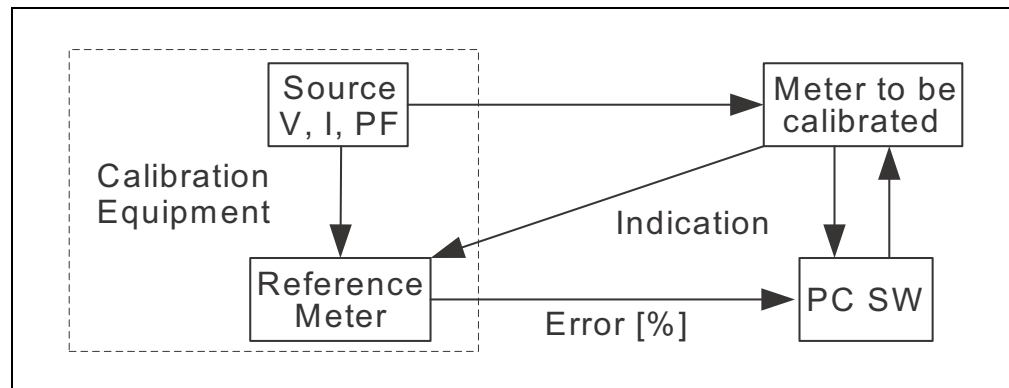 Source
V, I, PF
Meter to be
calibrated
Calibration
Equipment
Indication
Reference
Meter
Error [%]
PC SW